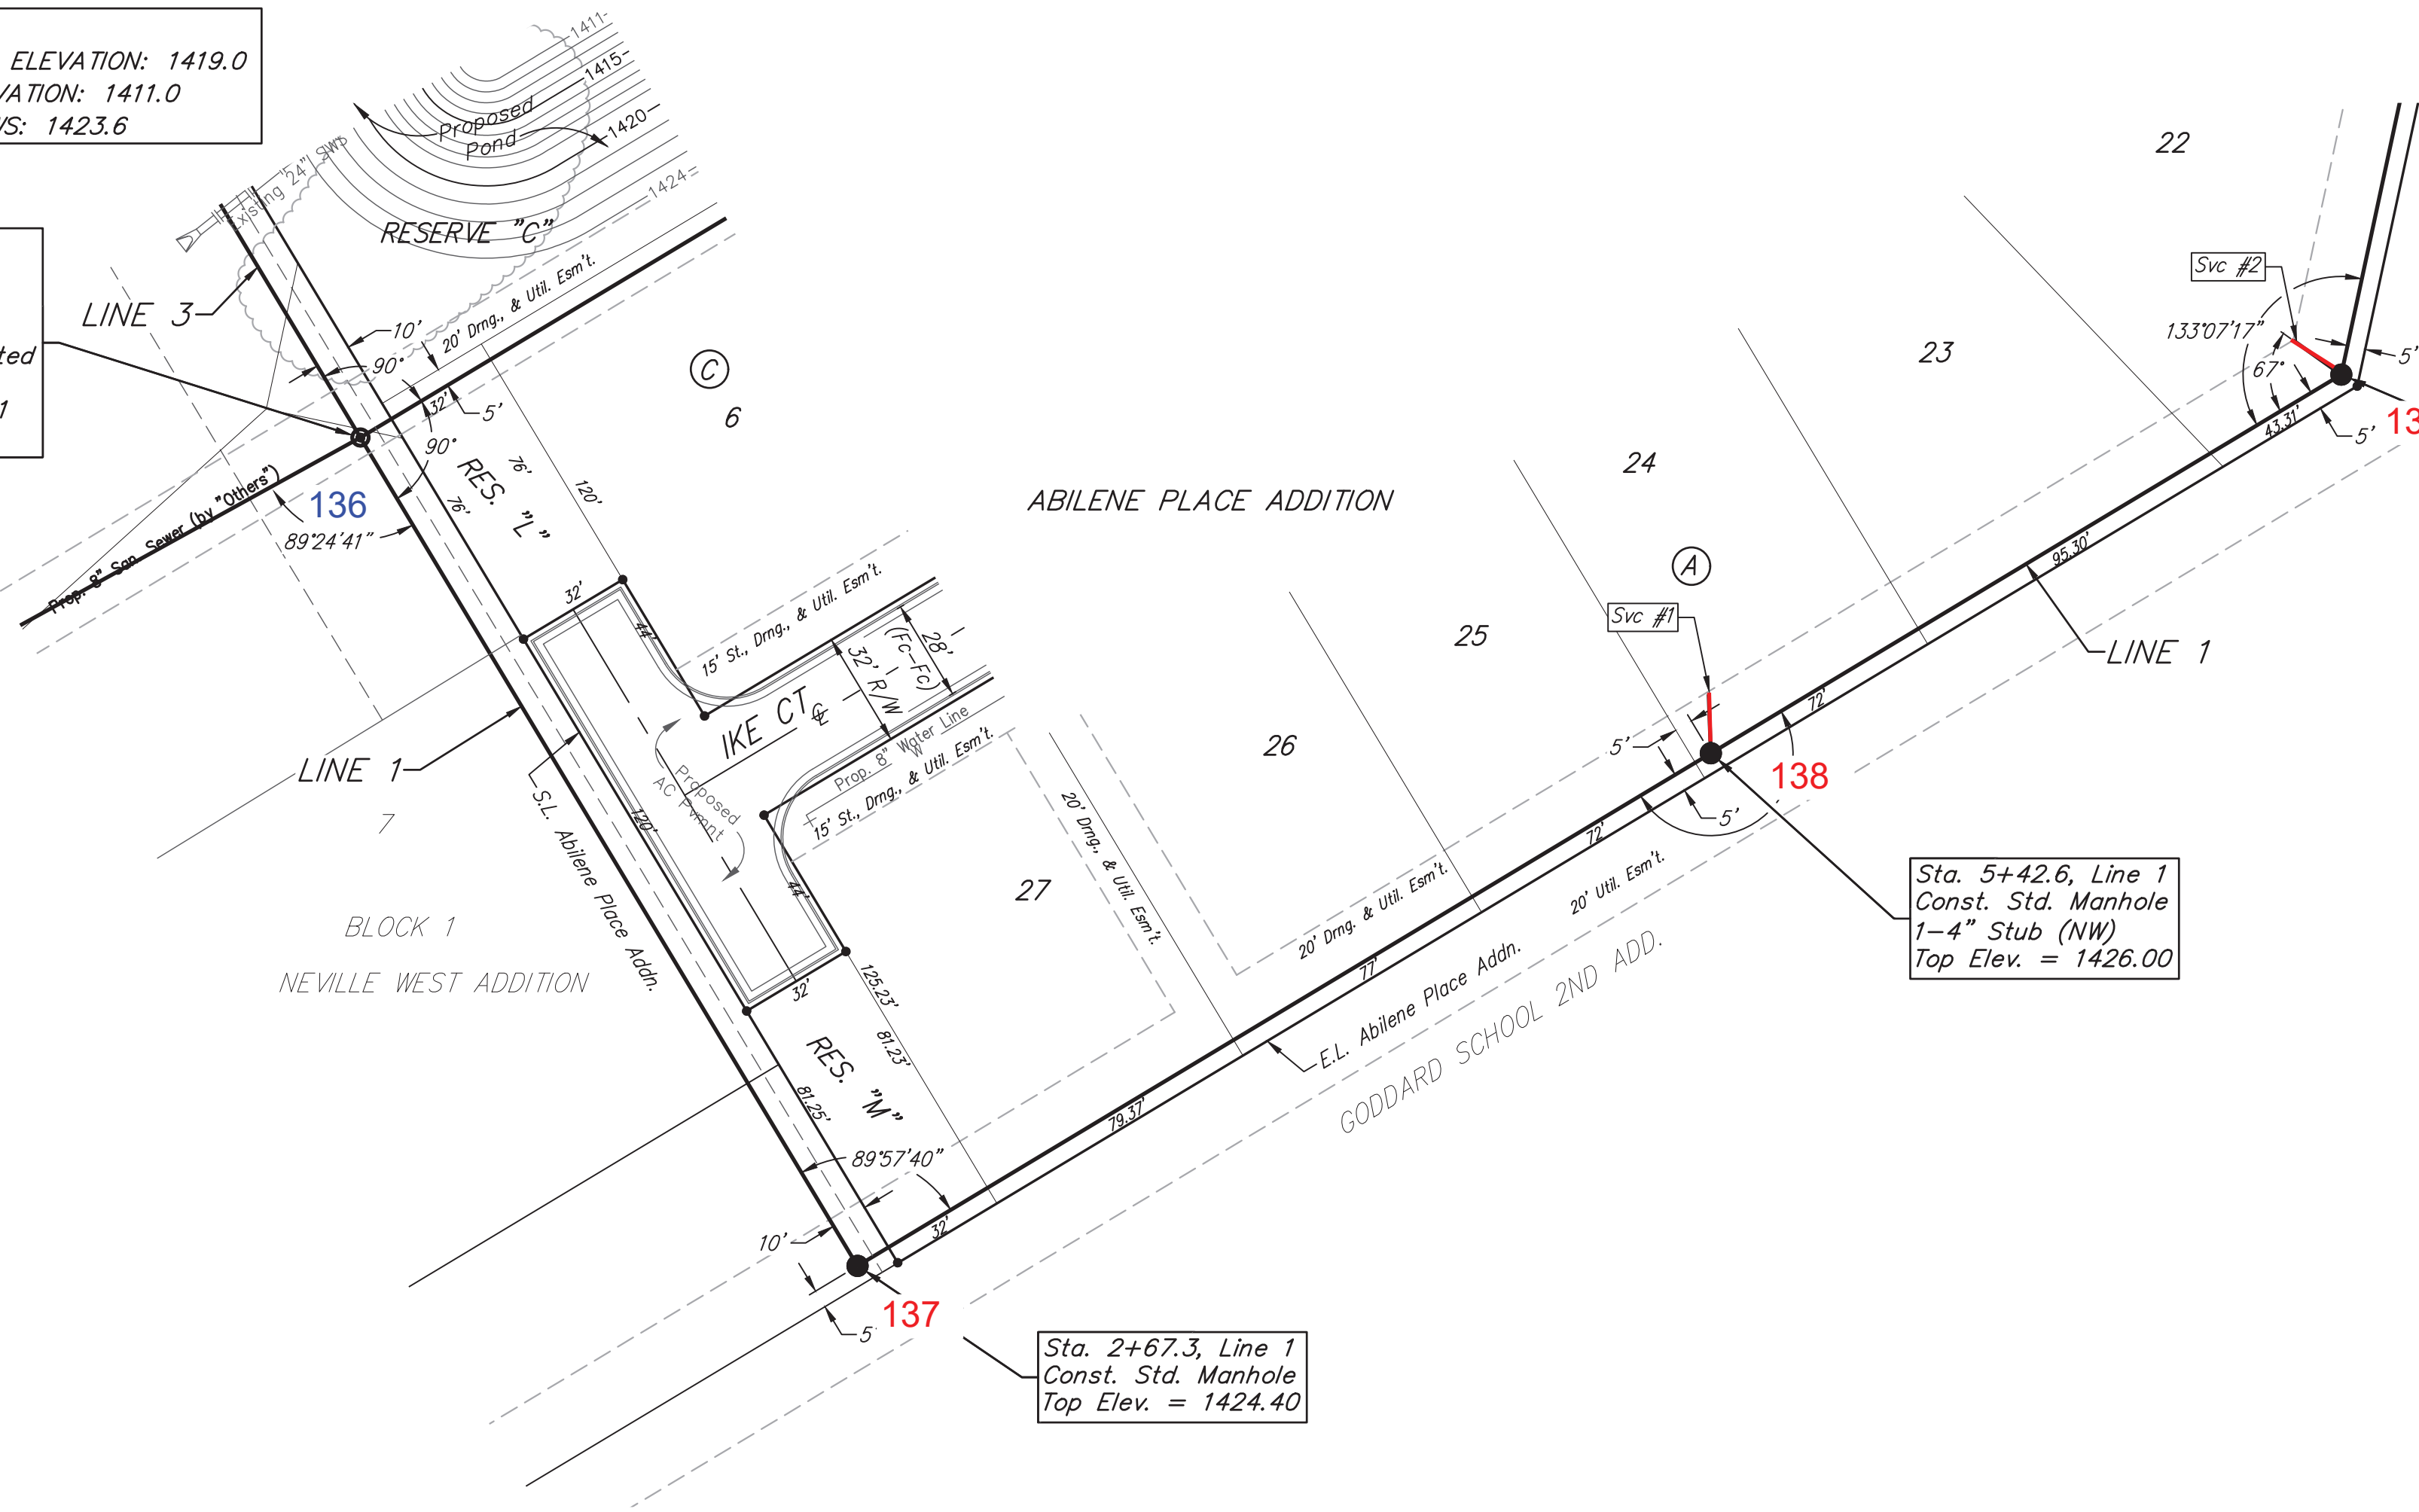 ELEVATION: 1419.0
VATION: 1411.0
WS: 1423.6
1411
1415
1420
1424
Proposed
Pond
Existing 24" SWS
RESERVE "C"
20' Drng., & Util. Esm't.
LINE 3
10'
90°
32'
5'
90°
ted
1
136
89°24'41"
Prop. 8" San. Sewer (by "Others")
RES. "L"
76'
76'
120'
C
6
ABILENE PLACE ADDITION
22
23
24
25
26
27
A
Svc #2
133°07'17"
67°
5'
43.31'
5'
13
95.30'
LINE 1
Svc #1
72'
5'
138
5'
72'
Sta. 5+42.6, Line 1
Const. Std. Manhole
1-4" Stub (NW)
Top Elev. = 1426.00
32'
44'
15' St., Drng., & Util. Esm't.
28'
(Fc-Fc)
32' R/W
IKE CT.
℄
Prop. 8" Water Line
W
15' St., Drng., & Util. Esm't.
Proposed
AC Pvmnt
120'
44'
32'
LINE 1
S.L. Abilene Place Addn.
7
BLOCK 1
NEVILLE WEST ADDITION
20' Drng., & Util. Esm't.
20' Drng. & Util. Esm't.
20' Util. Esm't.
77'
E.L. Abilene Place Addn.
GODDARD SCHOOL 2ND ADD.
125.23'
81.23'
RES. "M"
81.25'
79.37'
89°57'40"
32'
10'
5'
137
Sta. 2+67.3, Line 1
Const. Std. Manhole
Top Elev. = 1424.40